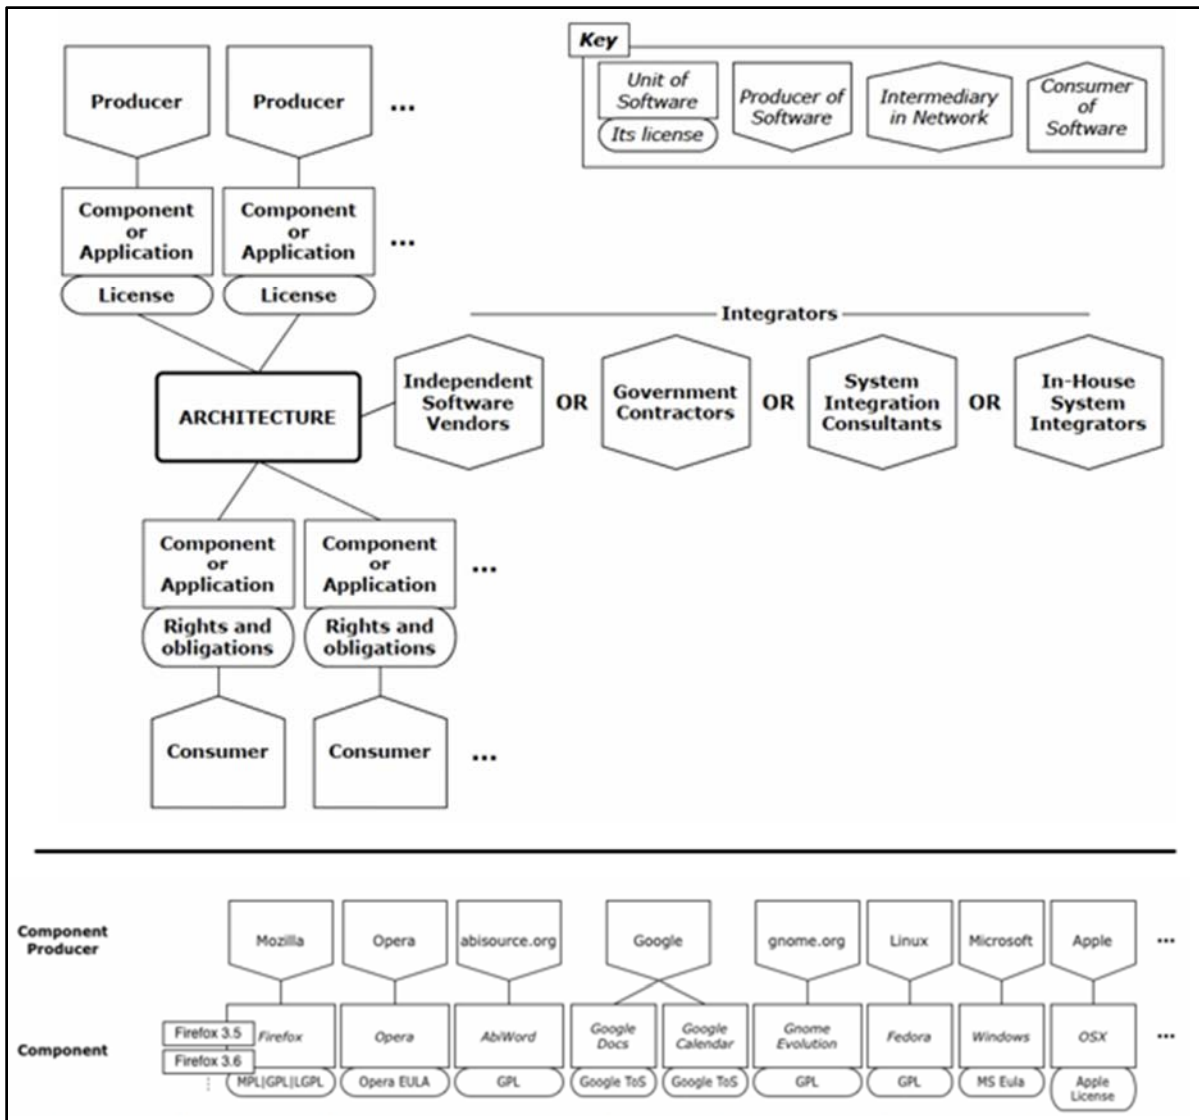 Key
Unit of
Software
Its license
Producer of
Software
Intermediary
in Network
Consumer
of
Software
Producer
Producer
...
Component
or
Application
License
Component
or
Application
License
...
Integrators
ARCHITECTURE
Independent
Software
Vendors
OR
Government
Contractors
OR
System
Integration
Consultants
OR
In-House
System
Integrators
Component
or
Application
Rights and
obligations
Component
or
Application
Rights and
obligations
...
Consumer
Consumer
...
Component
Producer
Mozilla
Opera
abisource.org
Google
gnome.org
Linux
Microsoft
Apple
...
Component
Firefox 3.5
Firefox 3.6
Firefox
MPL|GPL|LGPL
Opera
Opera EULA
AbiWord
GPL
Google
Docs
Google ToS
Google
Calendar
Google ToS
Gnome
Evolution
GPL
Fedora
GPL
Windows
MS Eula
OSX
Apple
License
...